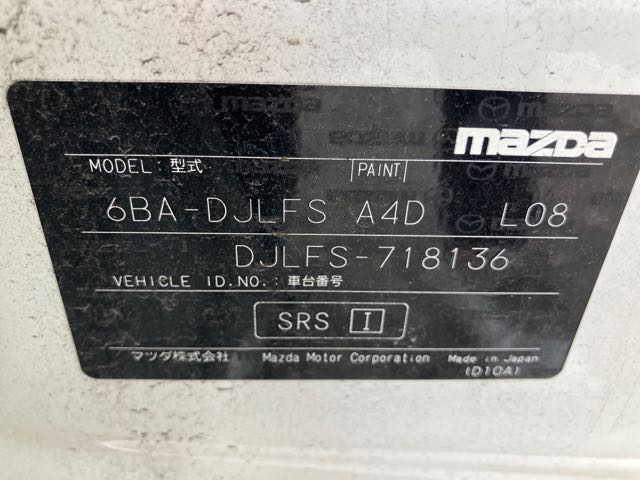 mazda
MODEL: 型式 PAINT
6BA-DJLFS A4D L08
DJLFS-718136
VEHICLE ID.NO.: 車台番号
SRS I
マツダ株式会社 Mazda Motor Corporation Made in Japan
(D10A)